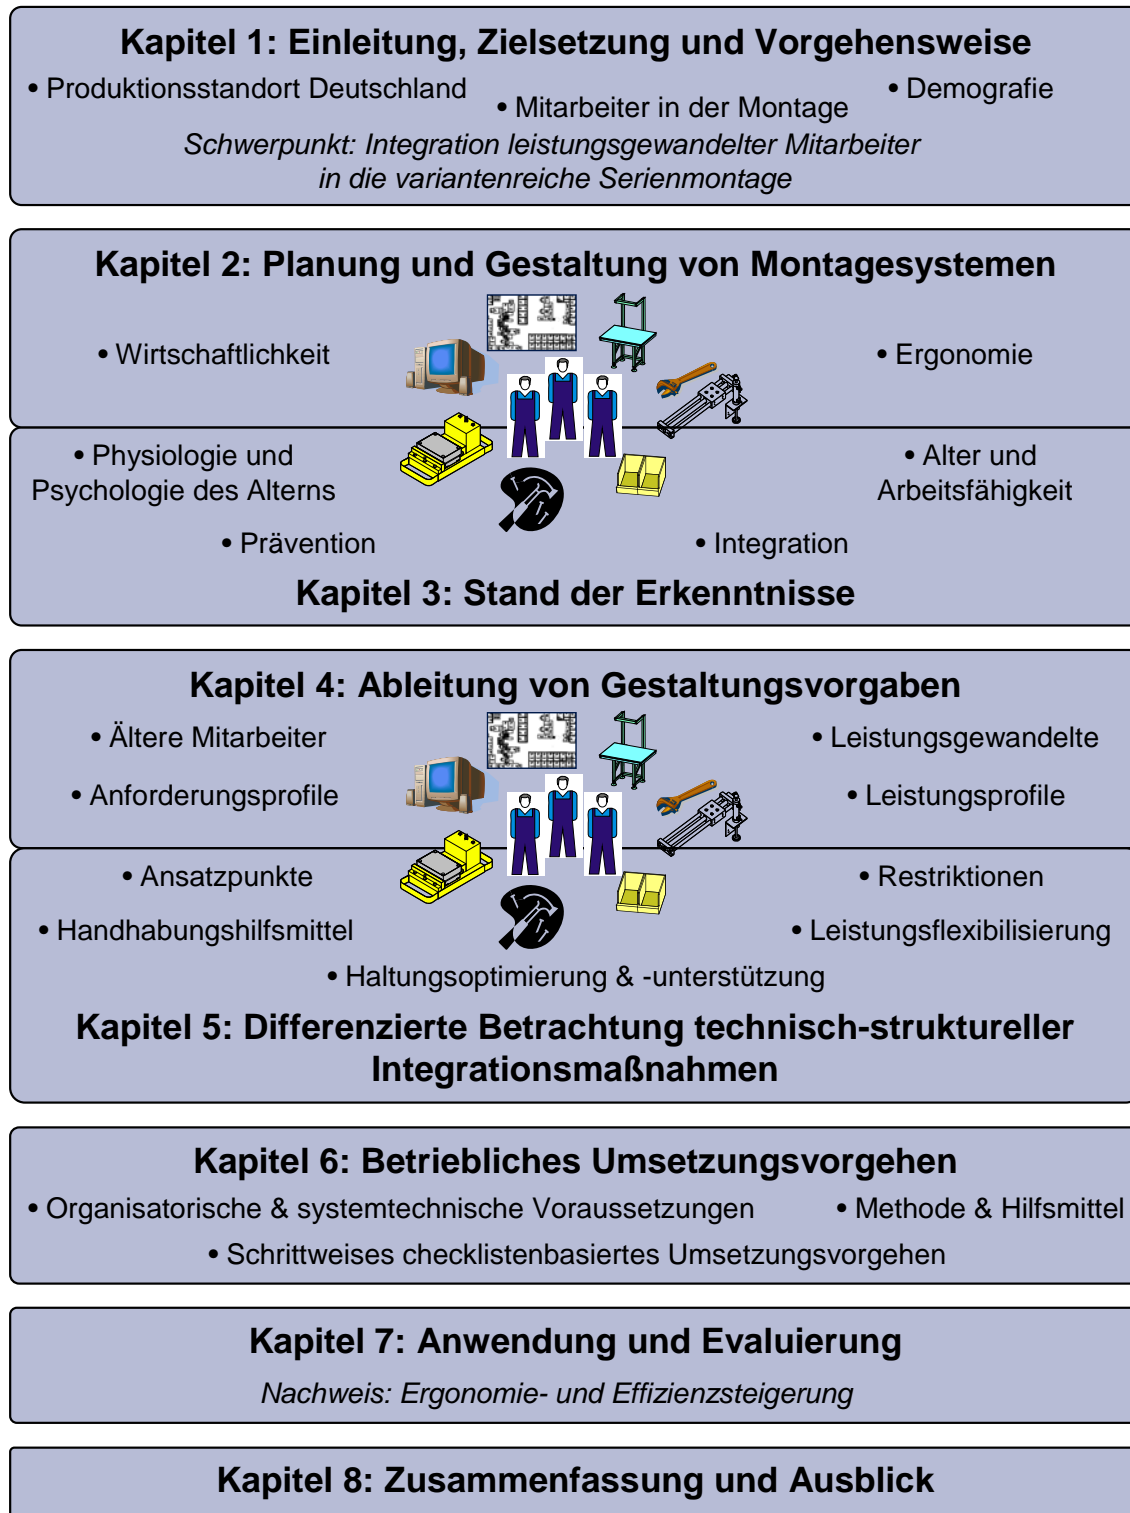 Kapitel 1: Einleitung, Zielsetzung und Vorgehensweise
• Produktionsstandort Deutschland
• Mitarbeiter in der Montage
• Demografie
Schwerpunkt: Integration leistungsgewandelter Mitarbeiter
in die variantenreiche Serienmontage
Kapitel 2: Planung und Gestaltung von Montagesystemen
• Wirtschaftlichkeit
• Ergonomie
• Physiologie und
Psychologie des Alterns
• Alter und
Arbeitsfähigkeit
• Prävention
• Integration
Kapitel 3: Stand der Erkenntnisse
Kapitel 4: Ableitung von Gestaltungsvorgaben
• Ältere Mitarbeiter
• Leistungsgewandelte
• Anforderungsprofile
• Leistungsprofile
• Ansatzpunkte
• Restriktionen
• Handhabungshilfsmittel
• Leistungsflexibilisierung
• Haltungsoptimierung & -unterstützung
Kapitel 5: Differenzierte Betrachtung technisch-struktureller
Integrationsmaßnahmen
Kapitel 6: Betriebliches Umsetzungsvorgehen
• Organisatorische & systemtechnische Voraussetzungen
• Methode & Hilfsmittel
• Schrittweises checklistenbasiertes Umsetzungsvorgehen
Kapitel 7: Anwendung und Evaluierung
Nachweis: Ergonomie- und Effizienzsteigerung
Kapitel 8: Zusammenfassung und Ausblick